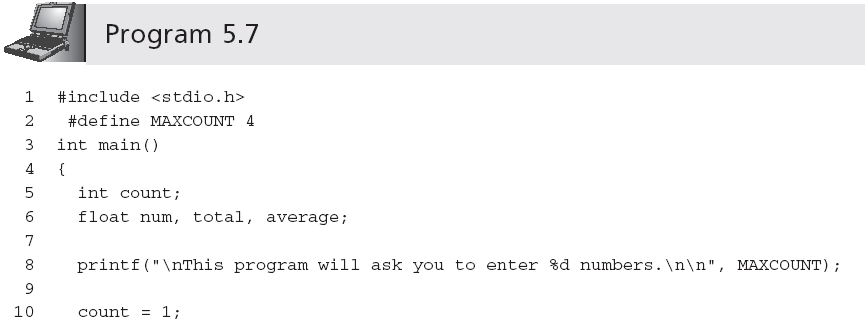 Program 5.7
1 #include <stdio.h>
2 #define MAXCOUNT 4
3 int main()
4 {
5 int count;
6 float num, total, average;
7
8 printf("\nThis program will ask you to enter %d numbers.\n\n", MAXCOUNT);
9
10 count = 1;